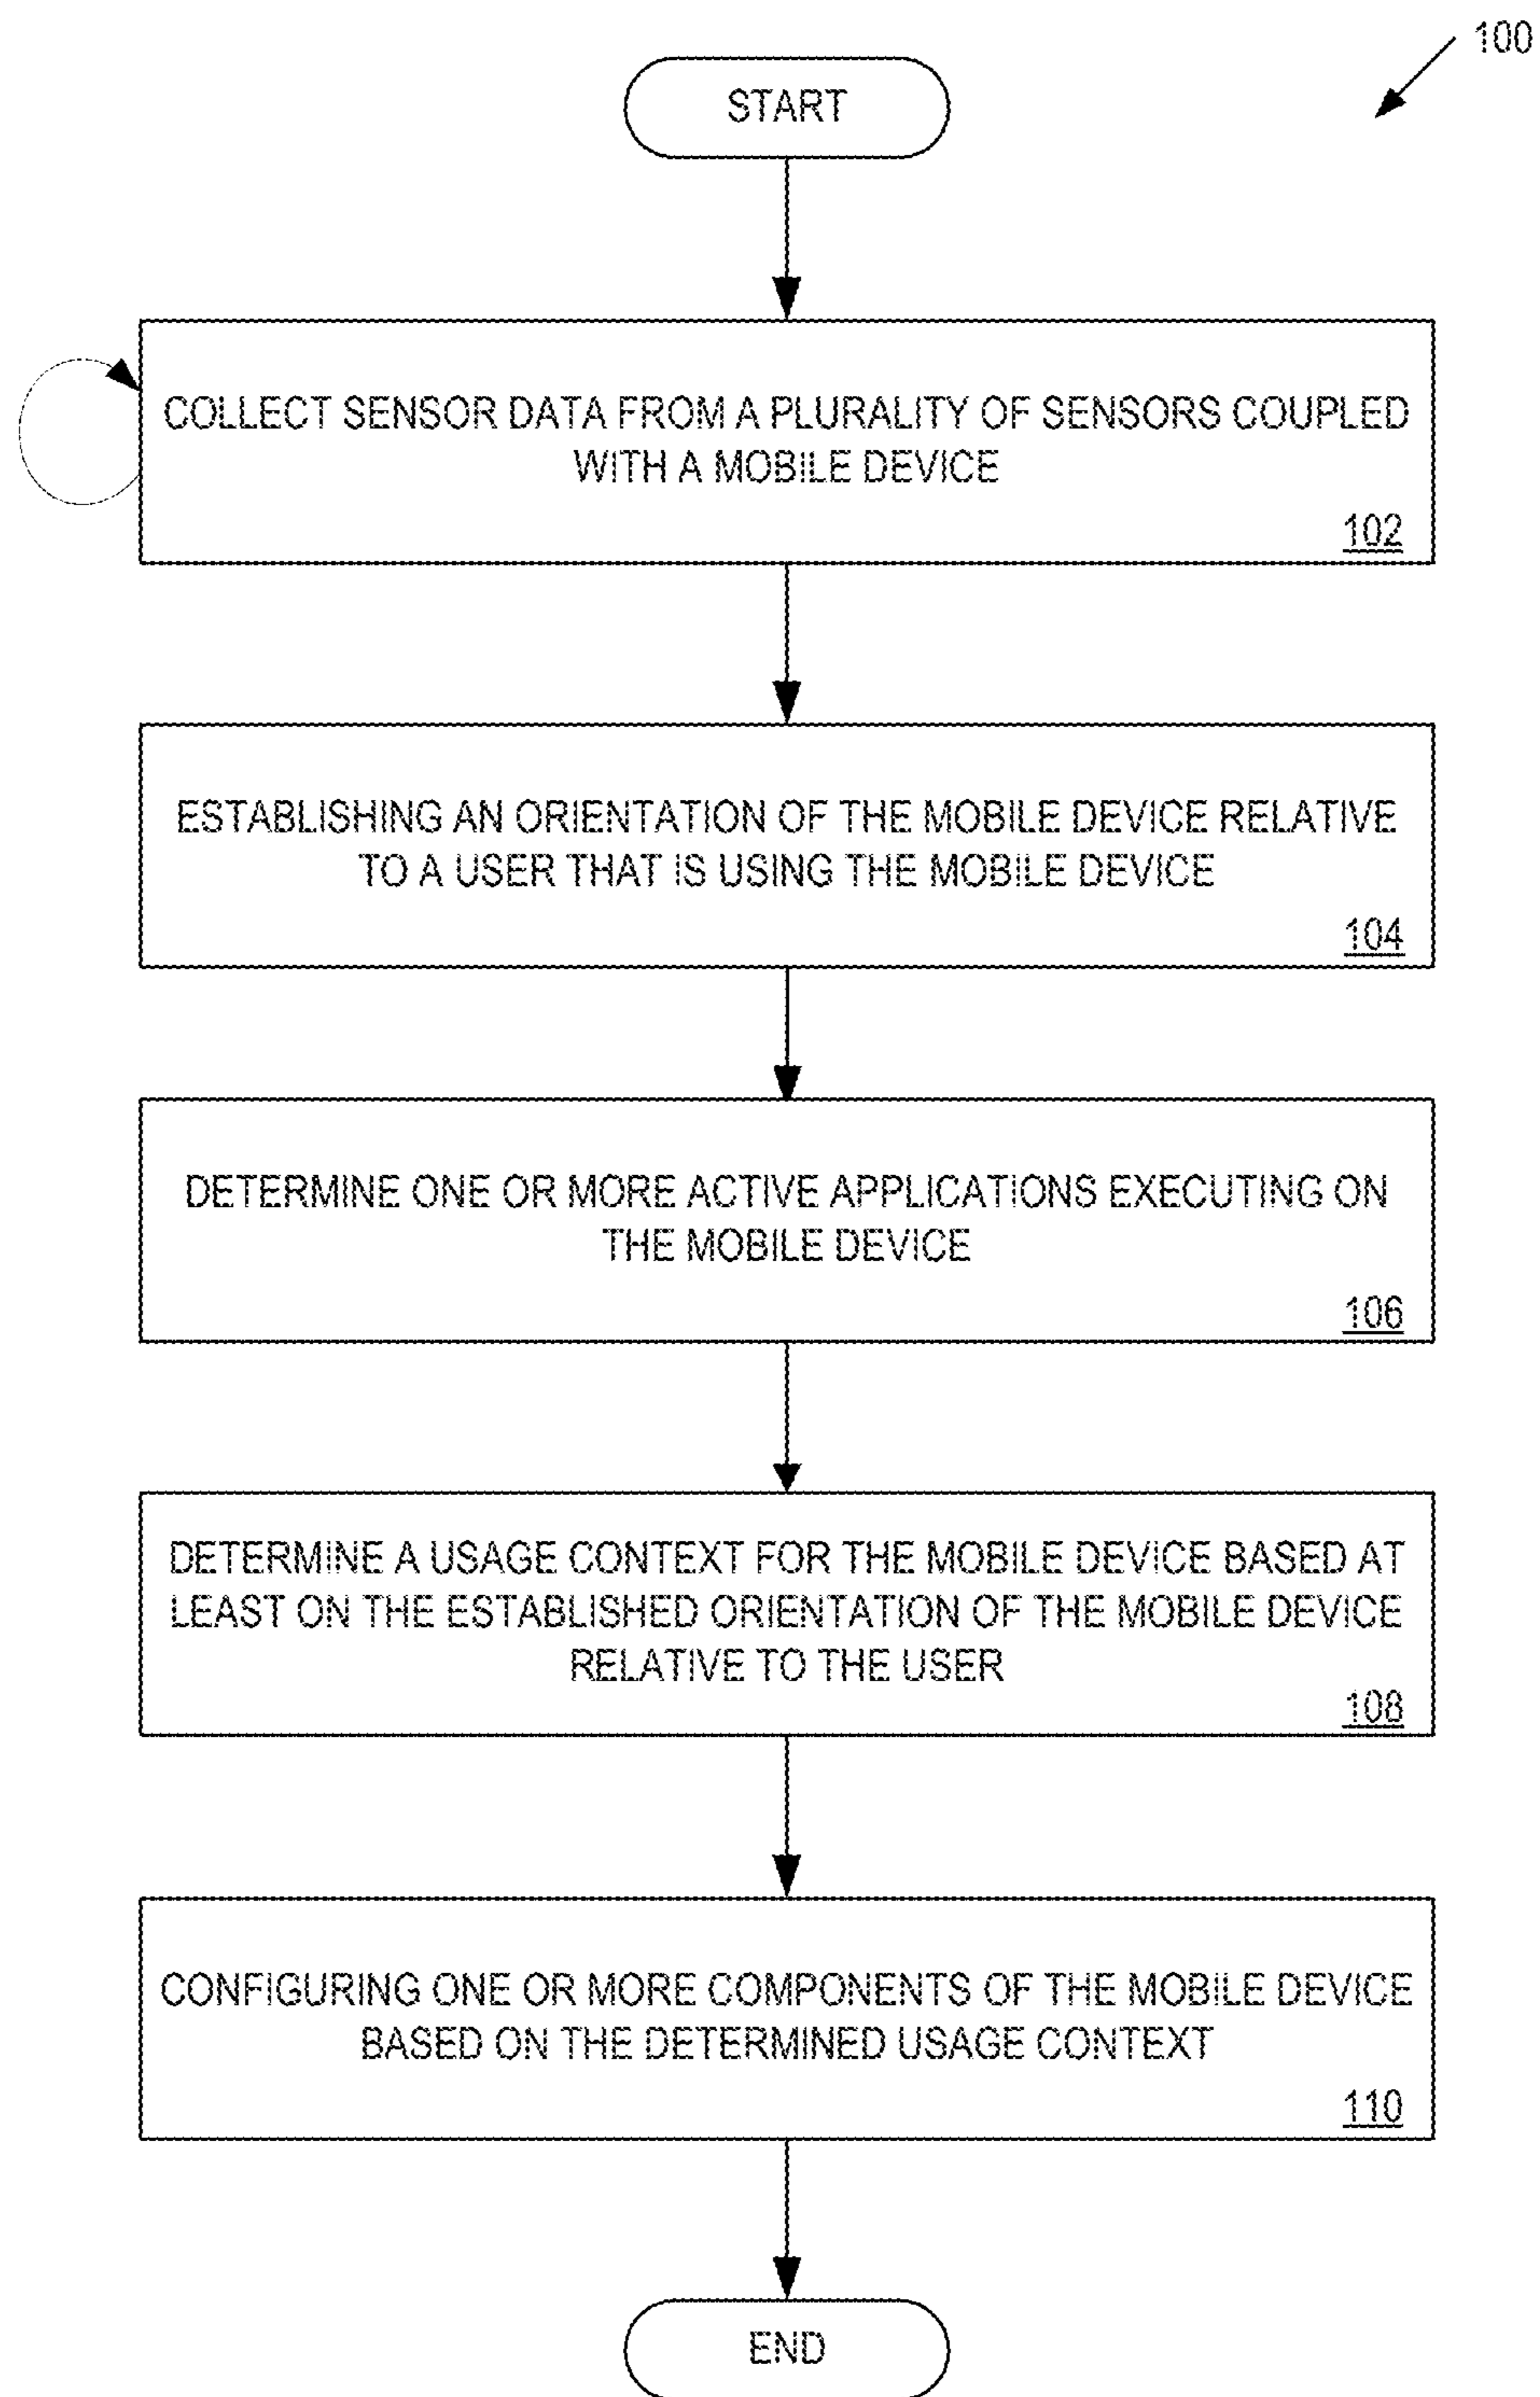 100
START
COLLECT SENSOR DATA FROM A PLURALITY OF SENSORS COUPLED
WITH A MOBILE DEVICE
102
ESTABLISHING AN ORIENTATION OF THE MOBILE DEVICE RELATIVE
TO A USER THAT IS USING THE MOBILE DEVICE
104
DETERMINE ONE OR MORE ACTIVE APPLICATIONS EXECUTING ON
THE MOBILE DEVICE
106
DETERMINE A USAGE CONTEXT FOR THE MOBILE DEVICE BASED AT
LEAST ON THE ESTABLISHED ORIENTATION OF THE MOBILE DEVICE
RELATIVE TO THE USER
108
CONFIGURING ONE OR MORE COMPONENTS OF THE MOBILE DEVICE
BASED ON THE DETERMINED USAGE CONTEXT
110
END